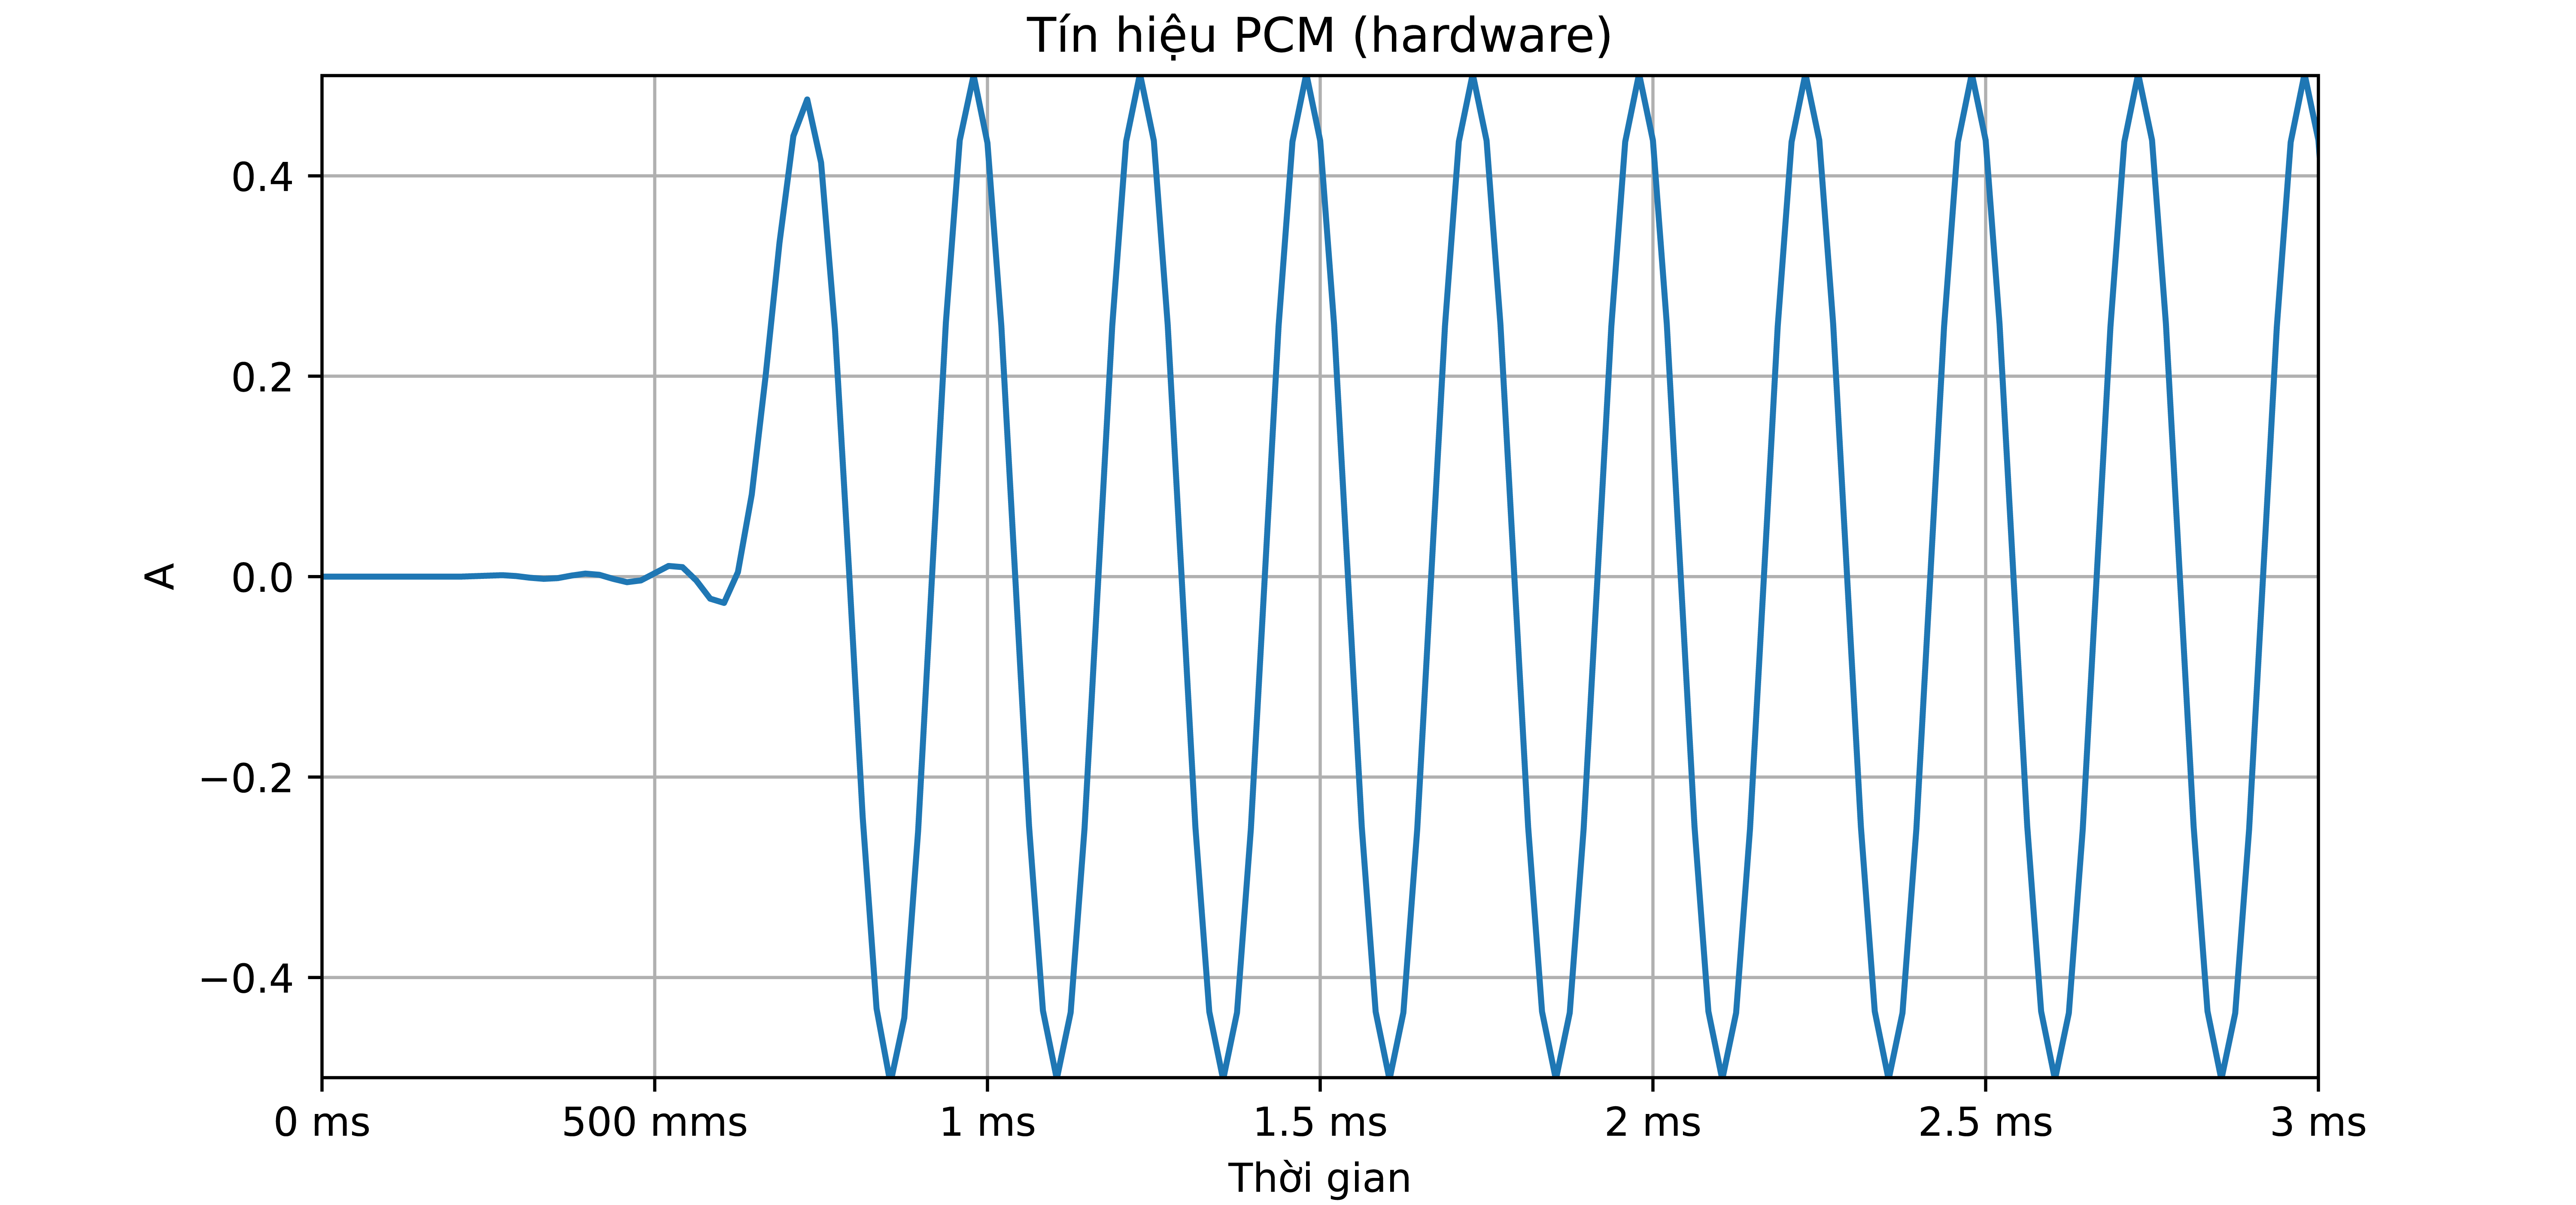 Tín hiệu PCM (hardware)
0.4
0.2
A
0.0
−0.2
−0.4
0 ms
500 mms
1 ms
1.5 ms
2 ms
2.5 ms
3 ms
Thời gian